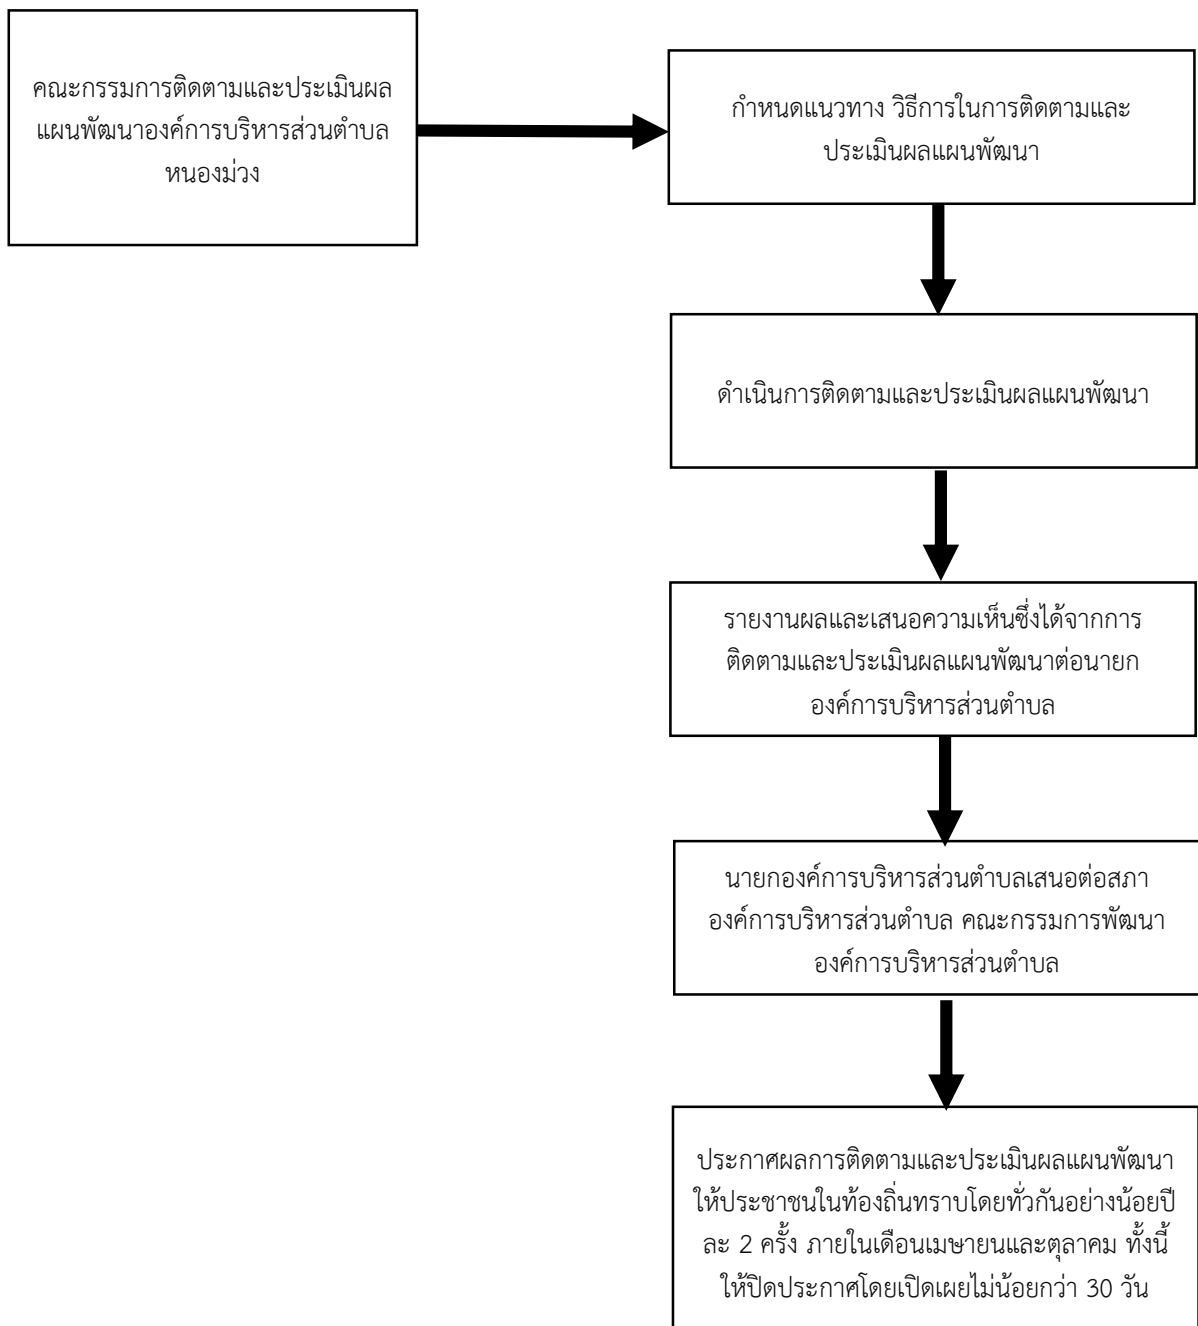 คณะกรรมการติดตามและประเมินผล
แผนพัฒนาองค์การบริหารส่วนตำบล
หนองม่วง
กำหนดแนวทาง วิธีการในการติดตามและ
ประเมินผลแผนพัฒนา
ดำเนินการติดตามและประเมินผลแผนพัฒนา
รายงานผลและเสนอความเห็นซึ่งได้จากการ
ติดตามและประเมินผลแผนพัฒนาต่อนายก
องค์การบริหารส่วนตำบล
นายกองค์การบริหารส่วนตำบลเสนอต่อสภา
องค์การบริหารส่วนตำบล คณะกรรมการพัฒนา
องค์การบริหารส่วนตำบล
ประกาศผลการติดตามและประเมินผลแผนพัฒนา
ให้ประชาชนในท้องถิ่นทราบโดยทั่วกันอย่างน้อยปี
ละ 2 ครั้ง ภายในเดือนเมษายนและตุลาคม ทั้งนี้
ให้ปิดประกาศโดยเปิดเผยไม่น้อยกว่า 30 วัน